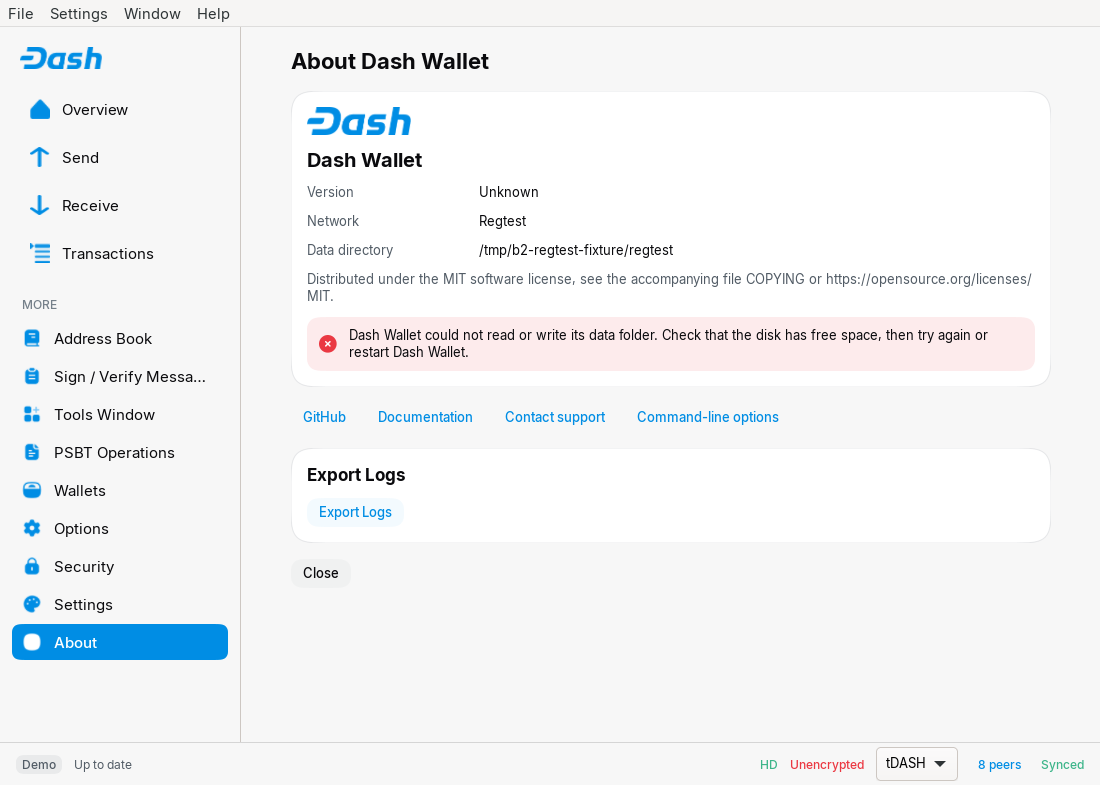 File Settings Window Help
Dash
Overview
Send
Receive
Transactions
MORE
Address Book
Sign / Verify Messa...
Tools Window
PSBT Operations
Wallets
Options
Security
Settings
About
About Dash Wallet
Dash
Dash Wallet
Version Unknown
Network Regtest
Data directory /tmp/b2-regtest-fixture/regtest
Distributed under the MIT software license, see the accompanying file COPYING or https://opensource.org/licenses/
MIT.
Dash Wallet could not read or write its data folder. Check that the disk has free space, then try again or
restart Dash Wallet.
GitHub Documentation Contact support Command-line options
Export Logs
Export Logs
Close
Demo Up to date HD Unencrypted tDASH 8 peers Synced